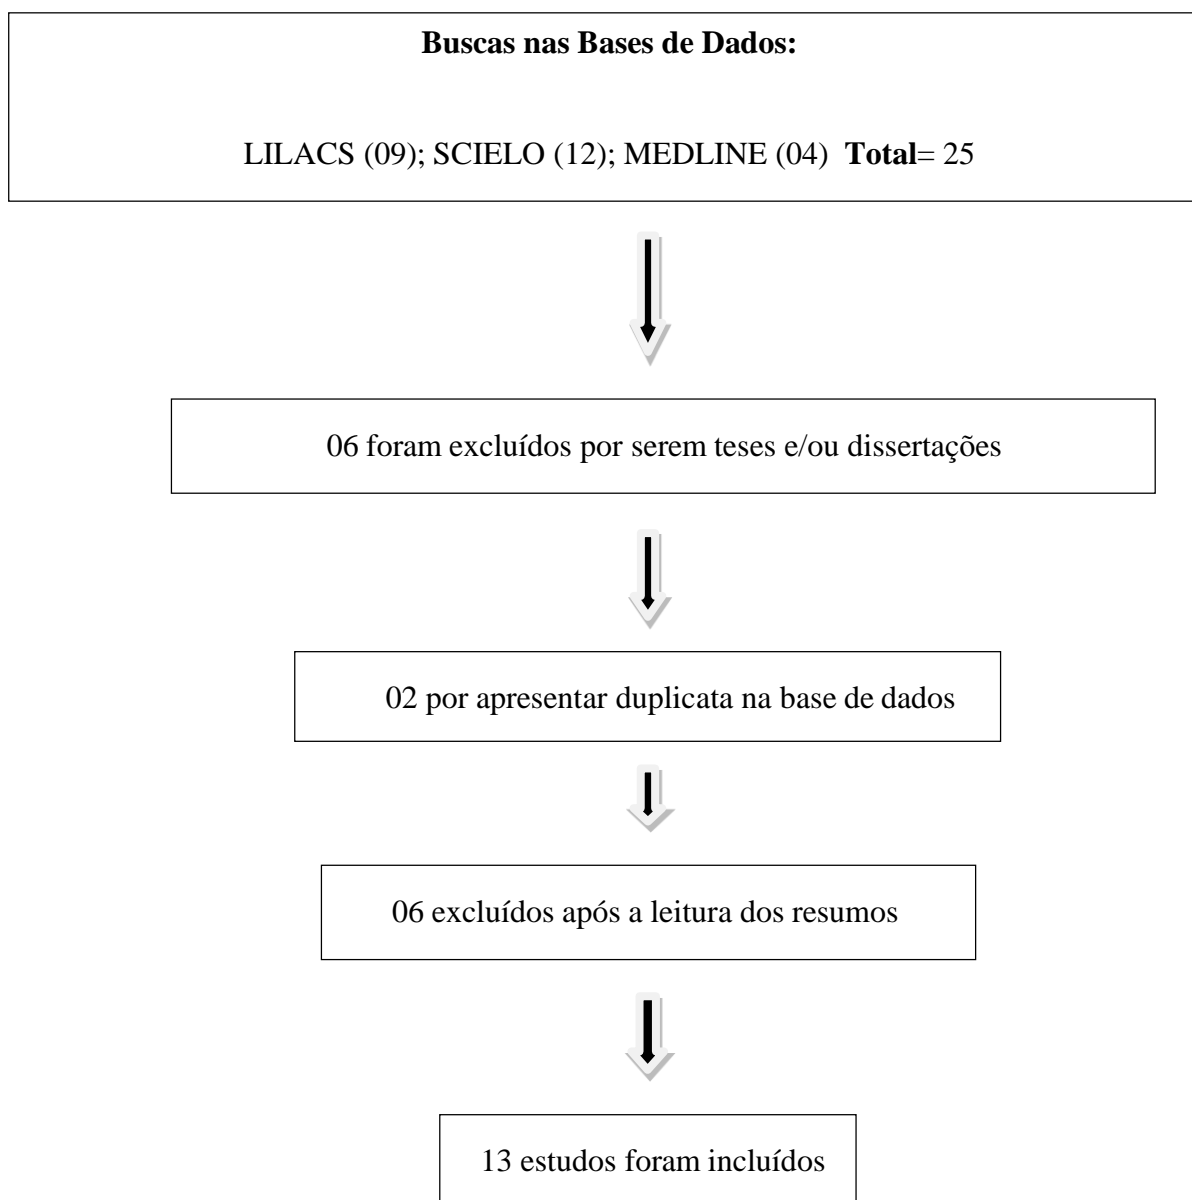 Buscas nas Bases de Dados:
LILACS (09); SCIELO (12); MEDLINE (04) Total= 25
06 foram excluídos por serem teses e/ou dissertações
02 por apresentar duplicata na base de dados
06 excluídos após a leitura dos resumos
13 estudos foram incluídos